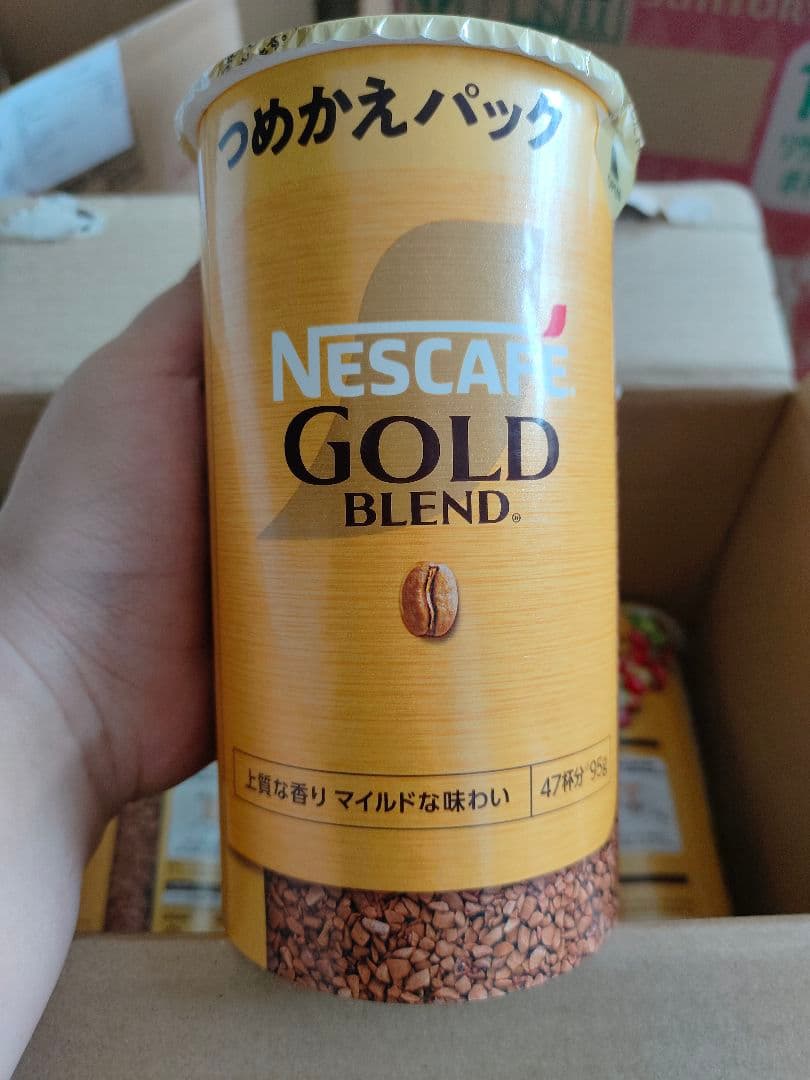 つめかえパック
NESCAFÉ
GOLD
BLEND®
上質な香り マイルドな味わい
47杯分*95g